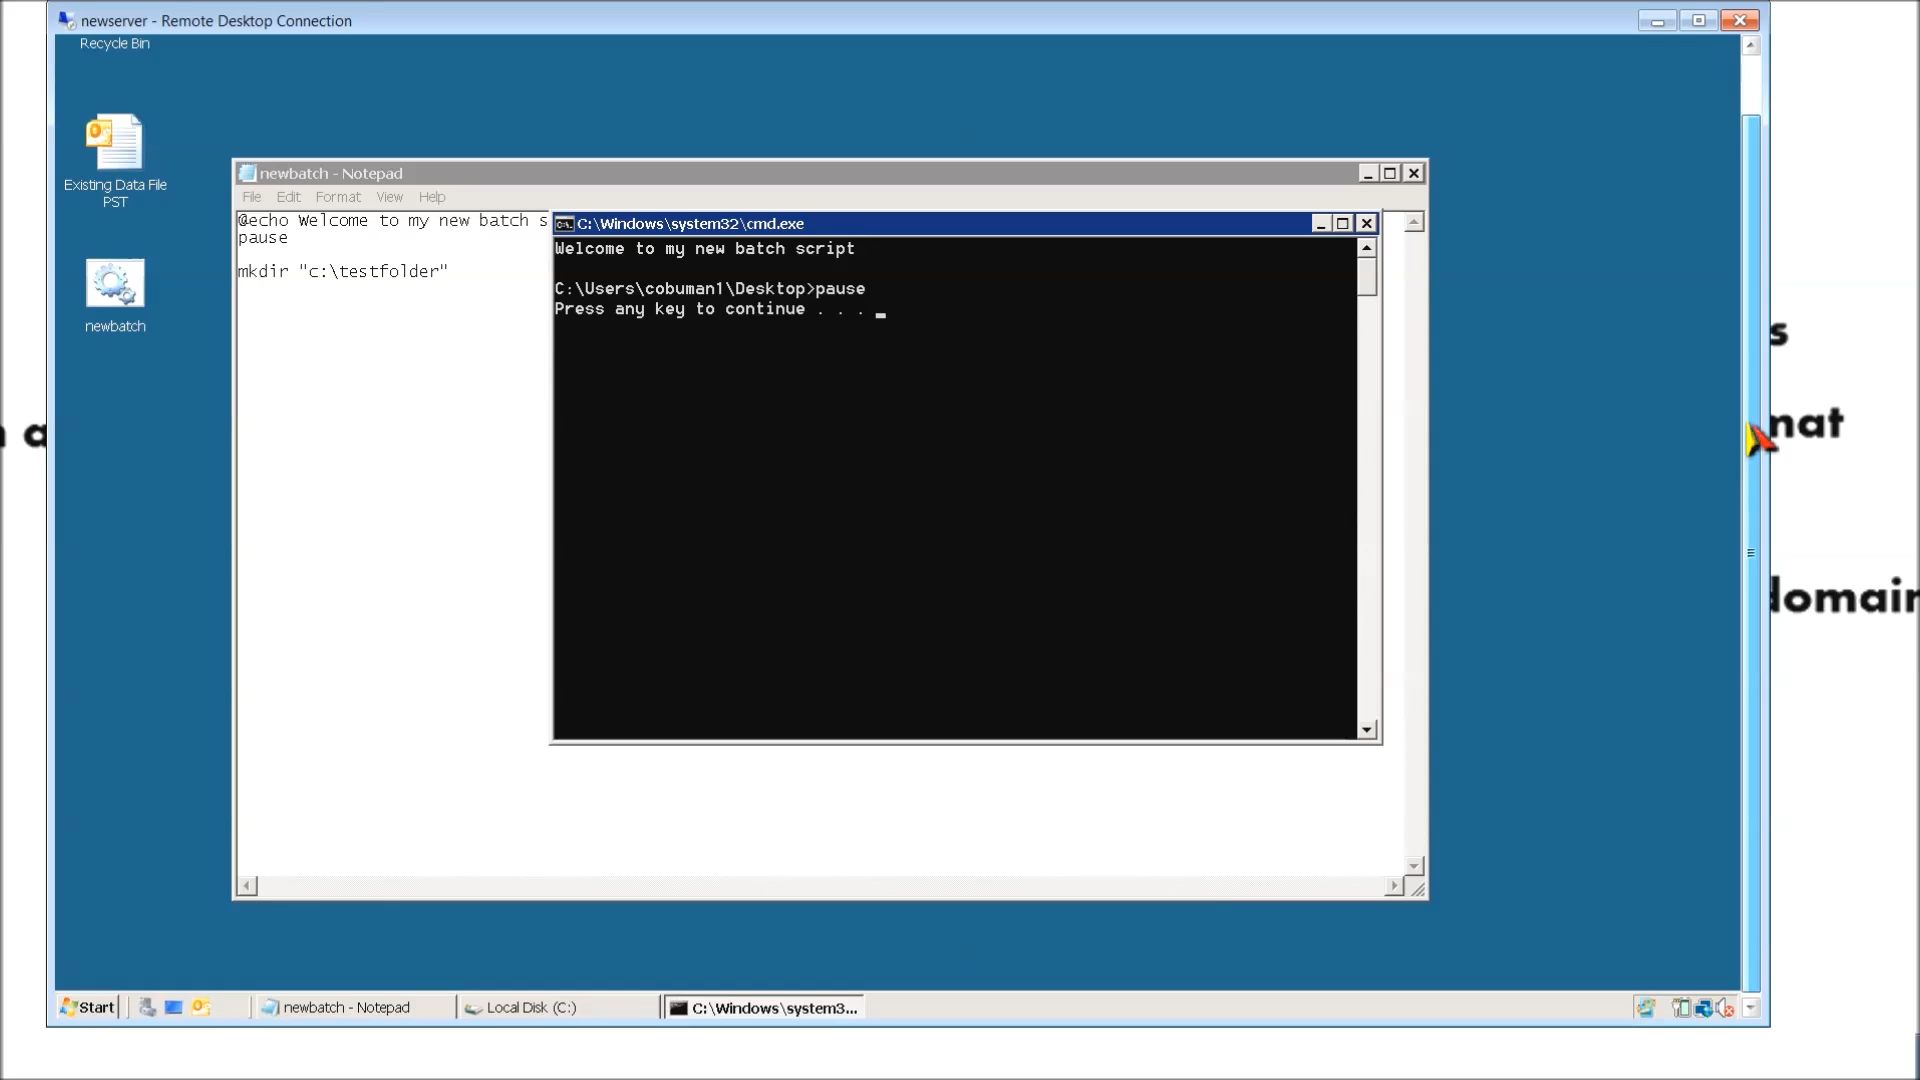 newserver - Remote Desktop Connection
Recycle Bin
Existing Data File
PST
newbatch
newbatch - Notepad
File Edit Format View Help
@echo Welcome to my new batch s
pause
mkdir "c:\testfolder"
C:\Windows\system32\cmd.exe
Welcome to my new batch script
C:\Users\cobuman1\Desktop>pause
Press any key to continue . . . _
s
mat
domain
Start
newbatch - Notepad
Local Disk (C:)
C:\Windows\system3...